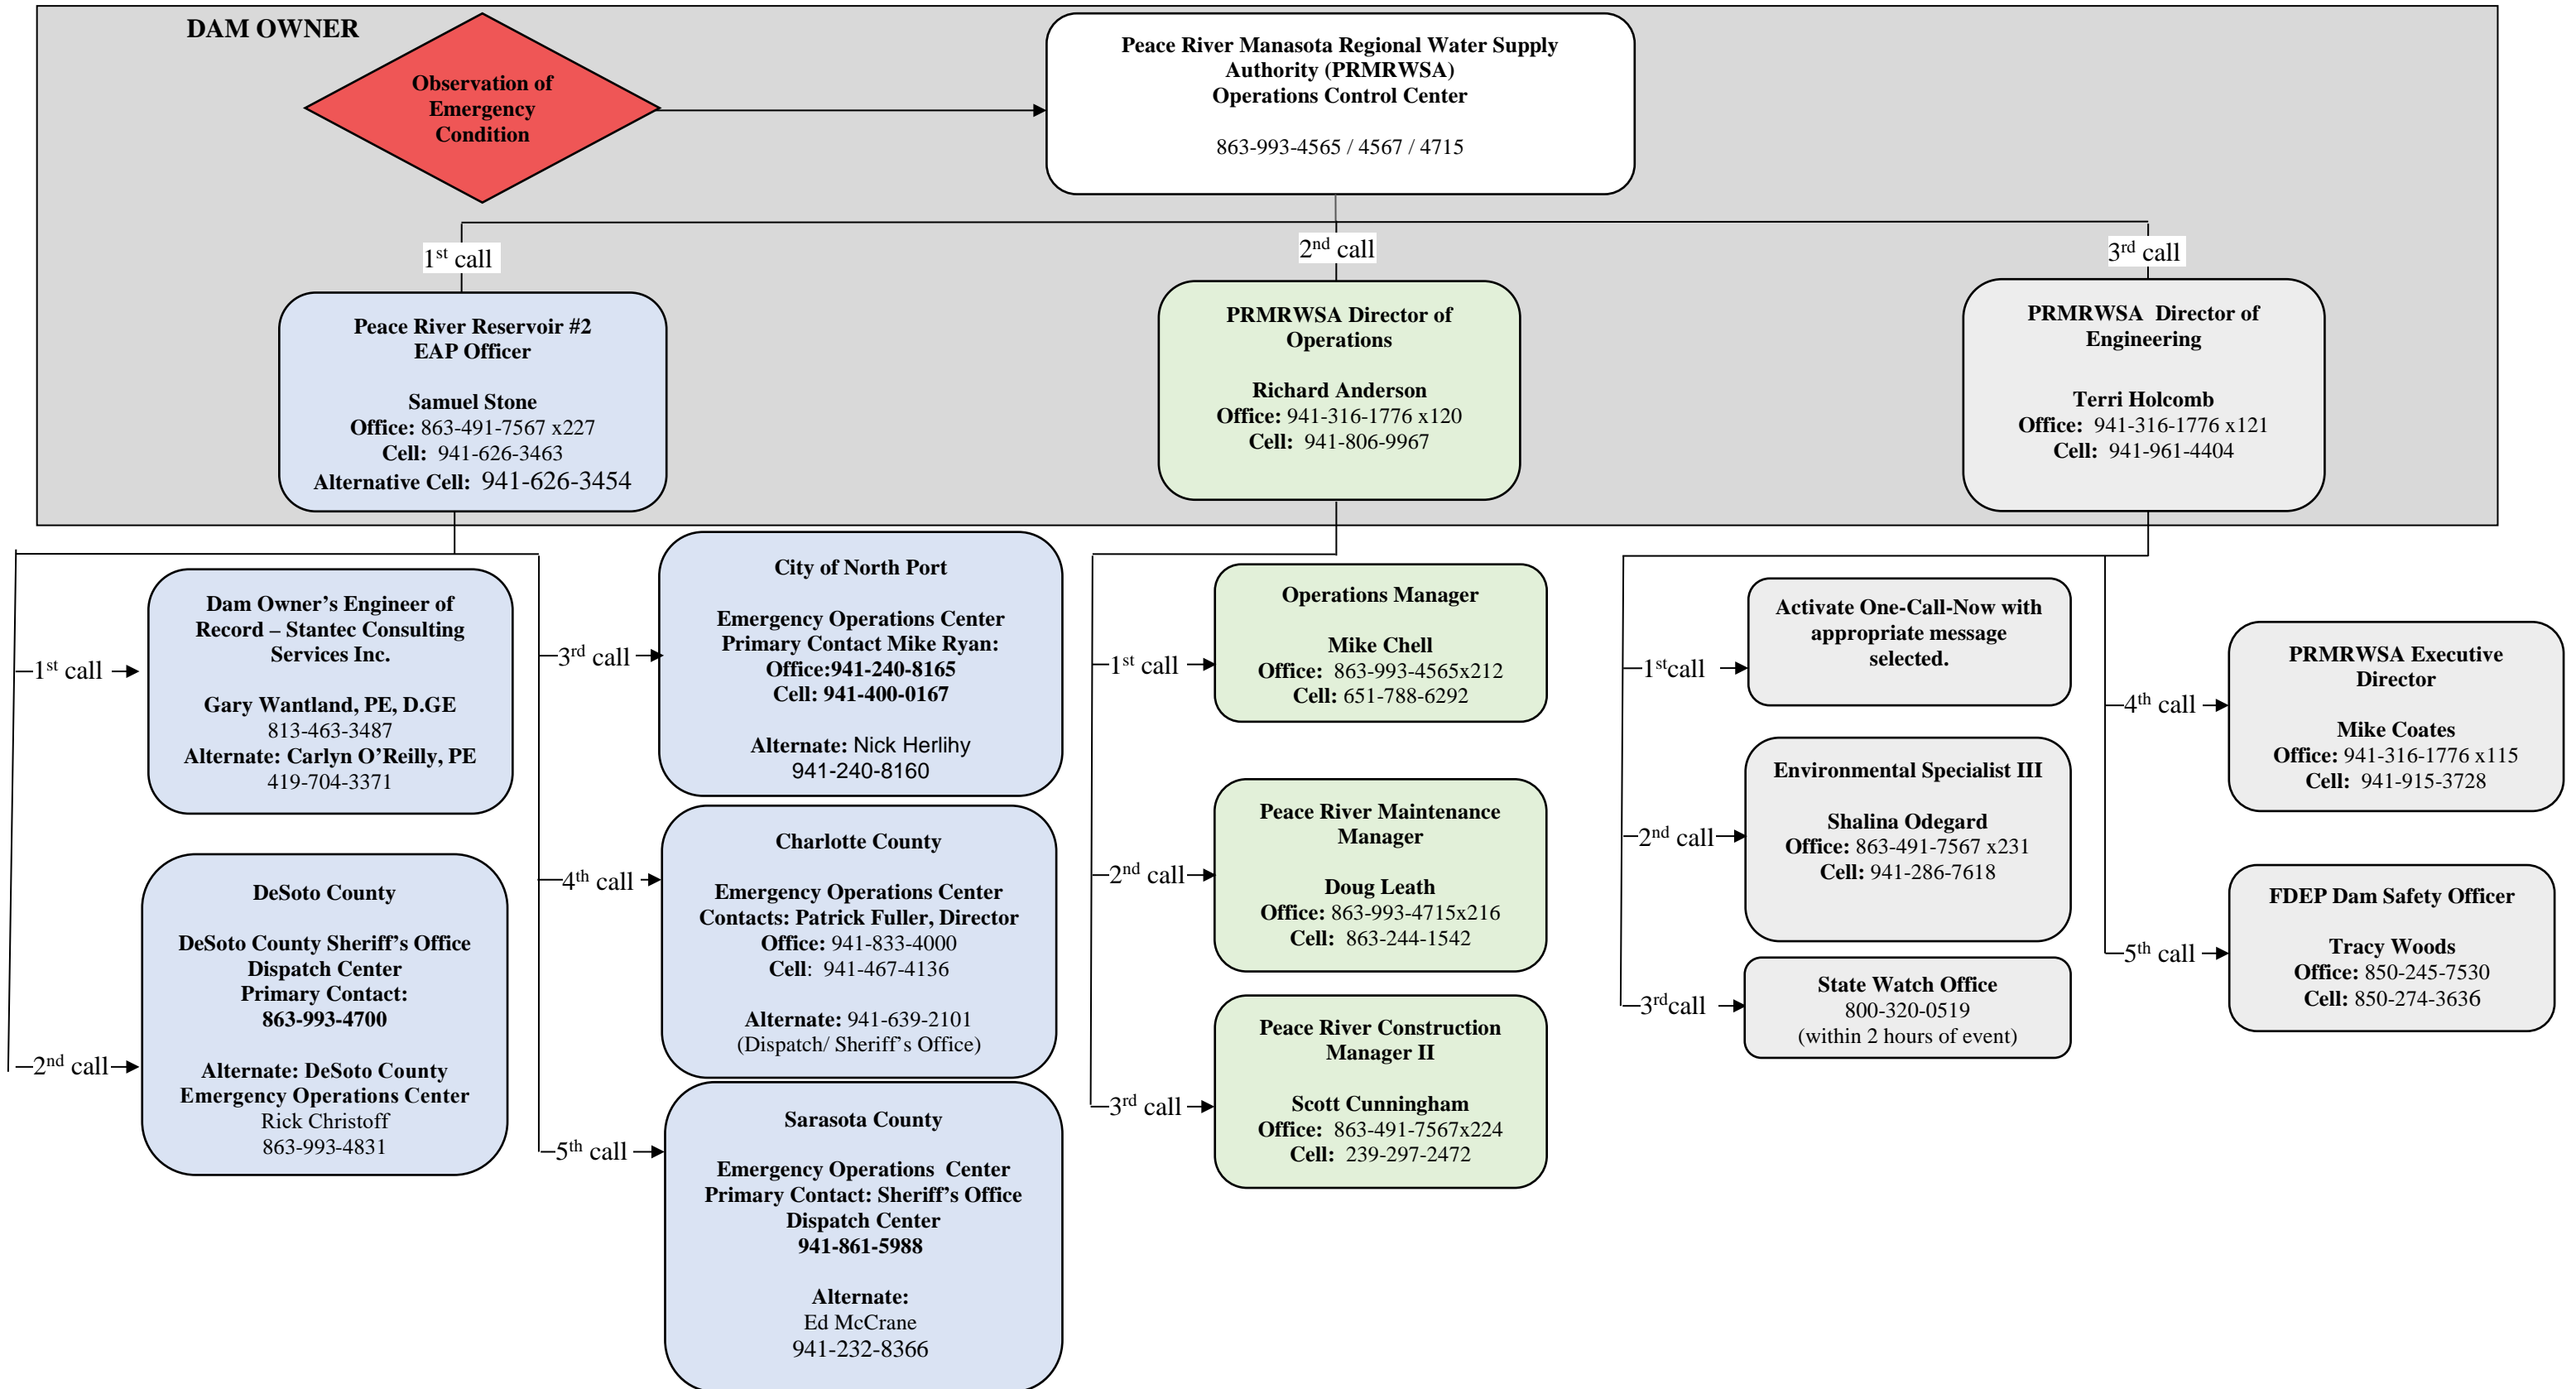 DAM OWNER
Observation of
Emergency
Condition
Peace River Manasota Regional Water Supply
Authority (PRMRWSA)
Operations Control Center
863-993-4565 / 4567 / 4715
1st call
2nd call
3rd call
Peace River Reservoir #2
EAP Officer
Samuel Stone
Office: 863-491-7567 x227
Cell: 941-626-3463
Alternative Cell: 941-626-3454
PRMRWSA Director of
Operations
Richard Anderson
Office: 941-316-1776 x120
Cell: 941-806-9967
PRMRWSA Director of
Engineering
Terri Holcomb
Office: 941-316-1776 x121
Cell: 941-961-4404
1st call
Dam Owner’s Engineer of
Record – Stantec Consulting
Services Inc.
Gary Wantland, PE, D.GE
813-463-3487
Alternate: Carlyn O’Reilly, PE
419-704-3371
2nd call
DeSoto County
DeSoto County Sheriff’s Office
Dispatch Center
Primary Contact:
863-993-4700
Alternate: DeSoto County
Emergency Operations Center
Rick Christoff
863-993-4831
3rd call
City of North Port
Emergency Operations Center
Primary Contact Mike Ryan:
Office:941-240-8165
Cell: 941-400-0167
Alternate: Nick Herlihy
941-240-8160
4th call
Charlotte County
Emergency Operations Center
Contacts: Patrick Fuller, Director
Office: 941-833-4000
Cell: 941-467-4136
Alternate: 941-639-2101
(Dispatch/ Sheriff’s Office)
5th call
Sarasota County
Emergency Operations Center
Primary Contact: Sheriff’s Office
Dispatch Center
941-861-5988
Alternate:
Ed McCrane
941-232-8366
1st call
Operations Manager
Mike Chell
Office: 863-993-4565x212
Cell: 651-788-6292
2nd call
Peace River Maintenance
Manager
Doug Leath
Office: 863-993-4715x216
Cell: 863-244-1542
3rd call
Peace River Construction
Manager II
Scott Cunningham
Office: 863-491-7567x224
Cell: 239-297-2472
1stcall
Activate One-Call-Now with
appropriate message
selected.
2nd call
Environmental Specialist III
Shalina Odegard
Office: 863-491-7567 x231
Cell: 941-286-7618
3rdcall
State Watch Office
800-320-0519
(within 2 hours of event)
4th call
PRMRWSA Executive
Director
Mike Coates
Office: 941-316-1776 x115
Cell: 941-915-3728
5th call
FDEP Dam Safety Officer
Tracy Woods
Office: 850-245-7530
Cell: 850-274-3636